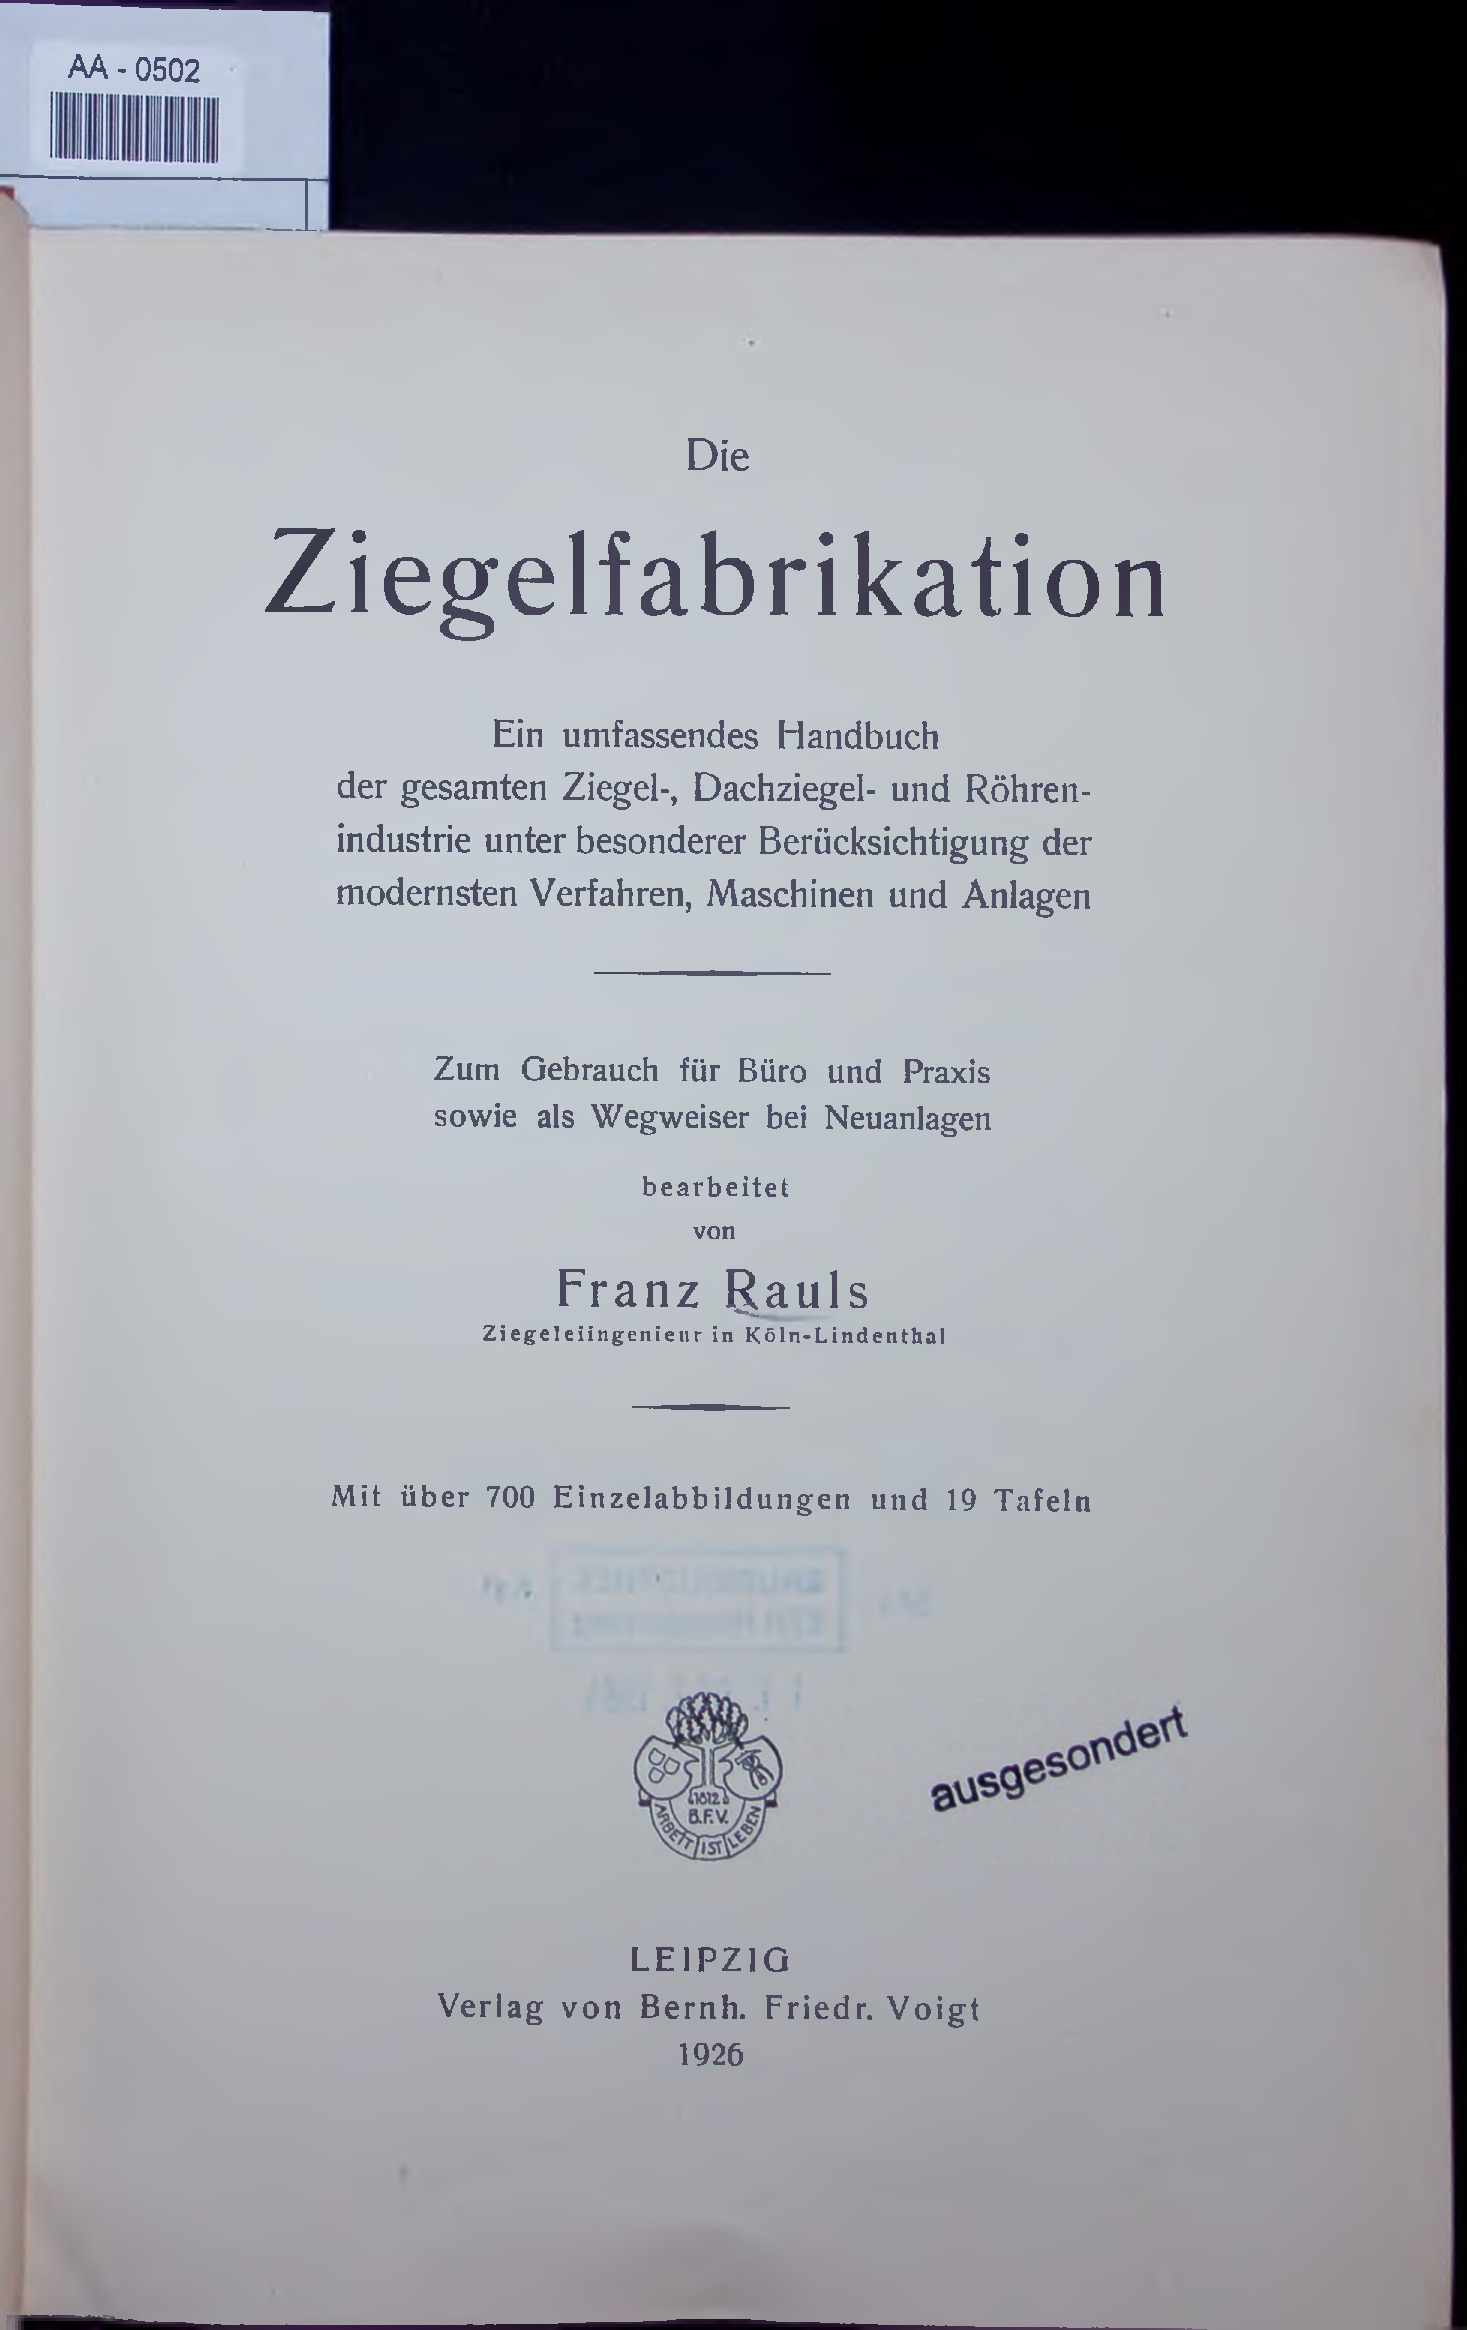 AA - 0502
Die
Ziegelfabrikation
Ein umfassendes Handbuch
der gesamten Ziegel-, Dachziegel- und Röhren-
industrie unter besonderer Berücksichtigung der
modernsten Verfahren, Maschinen und Anlagen
Zum Gebrauch für Büro und Praxis
sowie als Wegweiser bei Neuanlagen
bearbeitet
von
Franz Rauls
Ziegeleiingenieur in Köln-Lindenthal
Mit über 700 Einzelabbildungen und 19 Tafeln
1812
B.F.V.
ARBEIT IST LEBEN
ausgesondert
LEIPZIG
Verlag von Bernh. Friedr. Voigt
1926